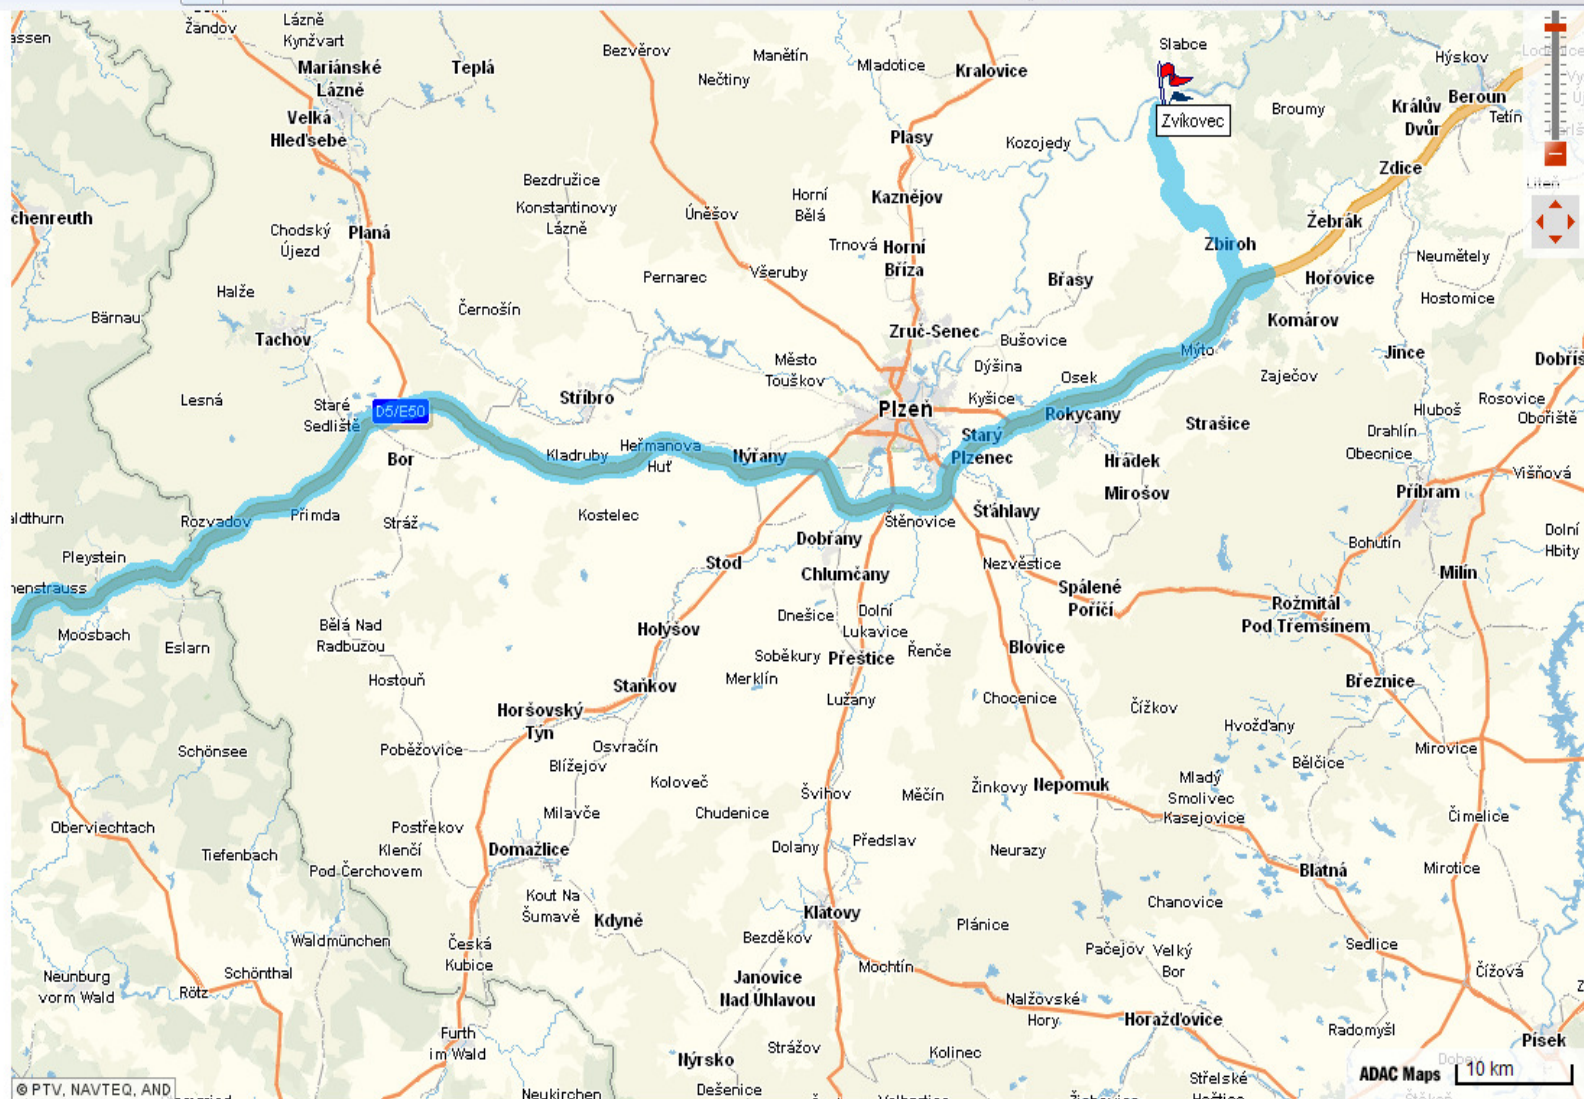 Žandov
Lázně
Kynžvart
Mariánské
Lázně
Teplá
Bezvěrov
Manětín
Nečtiny
Mladotice
Kralovice
Slabce
Zvíkovec
Broumy
Hýskov
Králův
Dvůr
Beroun
Tetín
Velká
Hleďsebe
Plasy
Kozojedy
Zdice
Liteň
chenreuth
Bezdružice
Konstantinovy
Lázně
Úněšov
Horní
Bělá
Kaznějov
Chodský
Újezd
Planá
Trnová
Horní
Bříza
Zbiroh
Žebrák
Neumětely
Pernarec
Všeruby
Břasy
Hořovice
Hostomice
Halže
Bärnau
Černošín
Tachov
Zruč-Senec
Bušovice
Komárov
Mýto
Jince
Město
Touškov
Dýšina
Osek
Zaječov
Lesná
Staré
Sedliště
D5/E50
Stříbro
Plzeň
Kyšice
Rokycany
Strašice
Hluboš
Rosovice
Obořiště
Drahlín
Obecnice
Bor
Kladruby
Heřmanova
Huť
Nýřany
Starý
Plzenec
Hrádek
Mirošov
Višňová
Příbram
aldthurn
Rozvadov
Přimda
Stráž
Kostelec
Štěnovice
Šťáhlavy
Dobřany
Bohutín
Dolní
Hbity
Pleystein
Stod
Chlumčany
Nezvěstice
Milín
henstrauss
Spálené
Poříčí
Rožmitál
Pod Tremšínem
Moosbach
Eslarn
Bělá Nad
Radbuzou
Holýšov
Dnešice
Dolní
Lukavice
Soběkury
Přeštice
Řenče
Blovice
Hostouň
Staňkov
Merklín
Lužany
Chocenice
Čížkov
Březnice
Horšovský
Týn
Hvožďany
Schönsee
Poběžovice
Osvračín
Blížejov
Koloveč
Mirovice
Bělčice
Švihov
Měčín
Žinkovy
Nepomuk
Mladý
Smolivec
Kasejovice
Milavče
Chudenice
Čimelice
Oberviechtach
Postřekov
Klenčí
Pod Čerchovem
Tiefenbach
Domažlice
Dolany
Předslav
Neurazy
Blatná
Mirotice
Kout Na
Šumavě
Kdyně
Klatovy
Plánice
Chanovice
Waldmünchen
Česká
Kubice
Bezděkov
Pačejov
Velký
Bor
Sedlice
Neunburg
vorm Wald
Schönthal
Rötz
Janovice
Nad Úhlavou
Mochtín
Čížová
Nalžovské
Hory
Horažďovice
Radomyšl
Písek
Furth
im Wald
Nýrsko
Strážov
Kolinec
Dešenice
Neukirchen
Střelské
ADAC Maps
10 km
© PTV, NAVTEQ, AND